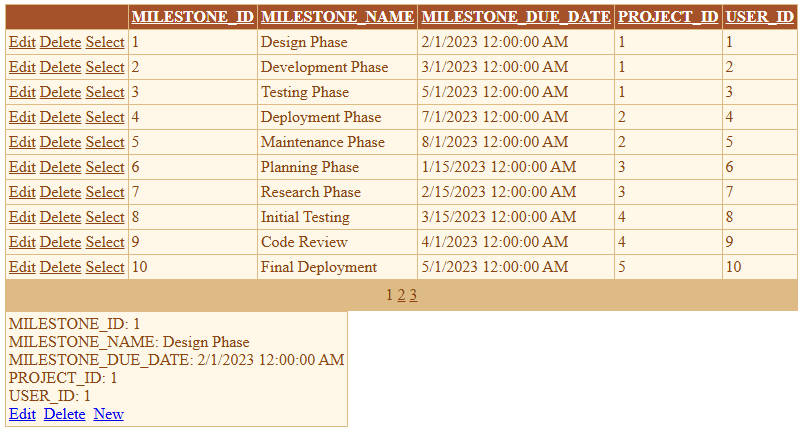 MILESTONE_ID MILESTONE_NAME MILESTONE_DUE_DATE PROJECT_ID USER_ID
Edit Delete Select 1 Design Phase 2/1/2023 12:00:00 AM 1 1
Edit Delete Select 2 Development Phase 3/1/2023 12:00:00 AM 1 2
Edit Delete Select 3 Testing Phase 5/1/2023 12:00:00 AM 1 3
Edit Delete Select 4 Deployment Phase 7/1/2023 12:00:00 AM 2 4
Edit Delete Select 5 Maintenance Phase 8/1/2023 12:00:00 AM 2 5
Edit Delete Select 6 Planning Phase 1/15/2023 12:00:00 AM 3 6
Edit Delete Select 7 Research Phase 2/15/2023 12:00:00 AM 3 7
Edit Delete Select 8 Initial Testing 3/15/2023 12:00:00 AM 4 8
Edit Delete Select 9 Code Review 4/1/2023 12:00:00 AM 4 9
Edit Delete Select 10 Final Deployment 5/1/2023 12:00:00 AM 5 10
1 2 3
MILESTONE_ID: 1
MILESTONE_NAME: Design Phase
MILESTONE_DUE_DATE: 2/1/2023 12:00:00 AM
PROJECT_ID: 1
USER_ID: 1
Edit Delete New